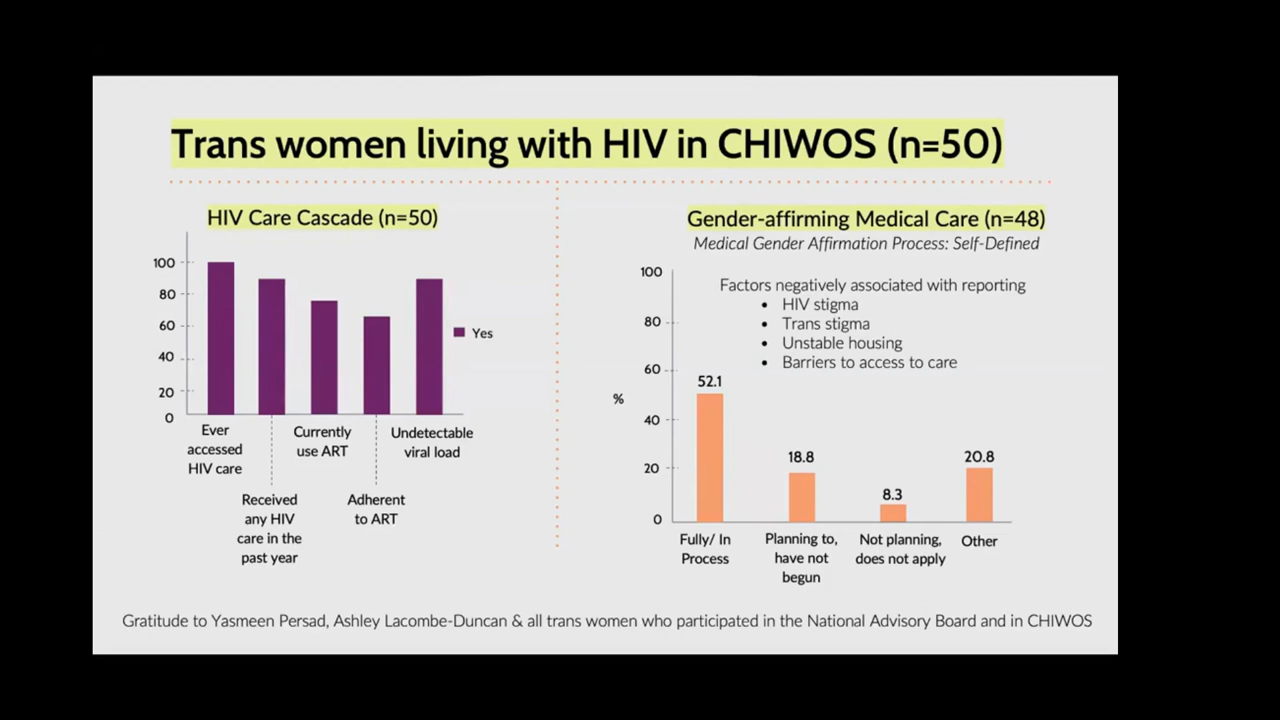 Trans women living with HIV in CHIWOS (n=50)
HIV Care Cascade (n=50)
100
80
60
40
20
0
Yes
Ever
accessed
HIV care
Received
any HIV
care in the
past year
Currently
use ART
Adherent
to ART
Undetectable
viral load
Gender-affirming Medical Care (n=48)
Medical Gender Affirmation Process: Self-Defined
Factors negatively associated with reporting
• HIV stigma
• Trans stigma
• Unstable housing
• Barriers to access to care
100
80
60
40
20
0
%
52.1
18.8
8.3
20.8
Fully/ In
Process
Planning to,
have not
begun
Not planning,
does not apply
Other
Gratitude to Yasmeen Persad, Ashley Lacombe-Duncan & all trans women who participated in the National Advisory Board and in CHIWOS